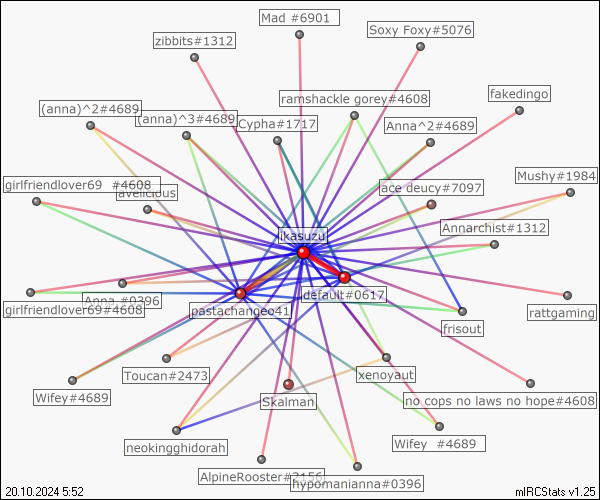 Mad #6901
Soxy Foxy#5076
zibbits#1312
fakedingo
ramshackle gorey#4608
(anna)^2#4689
(anna)^3#4689
Cypha#1717
Anna^2#4689
Mushy#1984
girlfriendlover69 #4608
ace deucy#7097
avelicious
Annarchist#1312
ikasuzu
default#0617
Anna #0396
girlfriendlover69#4608
pastachangeo41
rattgaming
frisout
Toucan#2473
xenoyaut
Wifey#4689
Skalman
no cops no laws no hope#4608
neokingghidorah
Wifey #4689
AlpineRooster#2156
hypomanianna#0396
20.10.2024 5:52
mIRCStats v1.25